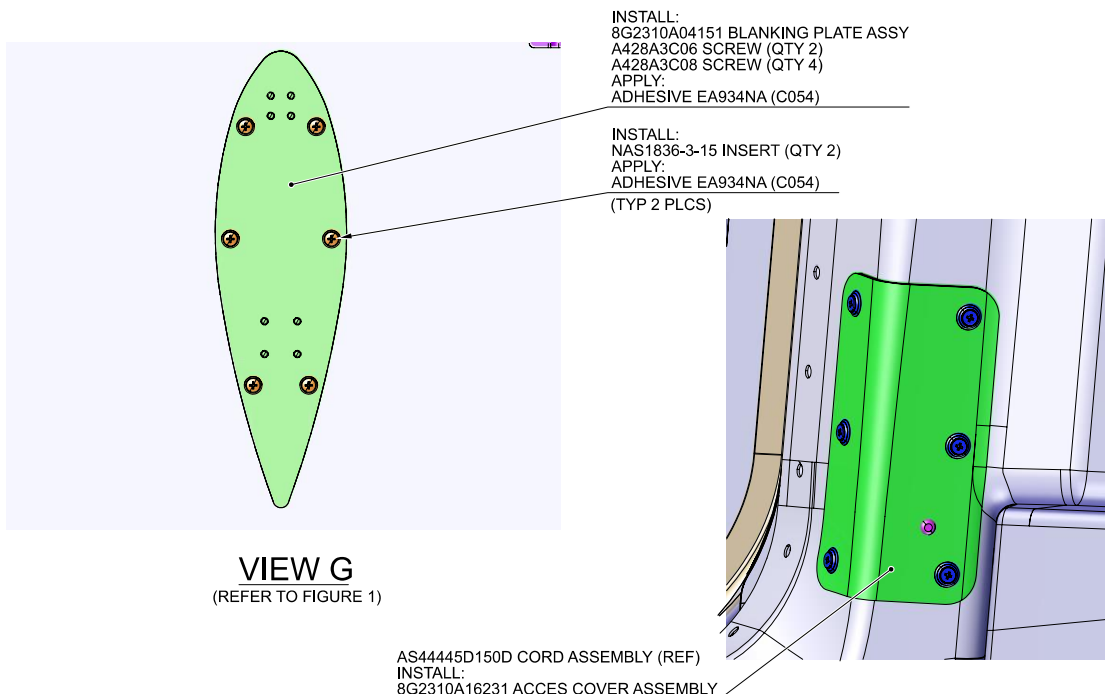 INSTALL:
8G2310A04151 BLANKING PLATE ASSY
A428A3C06 SCREW (QTY 2)
A428A3C08 SCREW (QTY 4)
APPLY:
ADHESIVE EA934NA (C054)
INSTALL:
NAS1836-3-15 INSERT (QTY 2)
APPLY:
ADHESIVE EA934NA (C054)
(TYP 2 PLCS)
VIEW G
(REFER TO FIGURE 1)
AS44445D150D CORD ASSEMBLY (REF)
INSTALL:
8G2310A16231 ACCES COVER ASSEMBLY